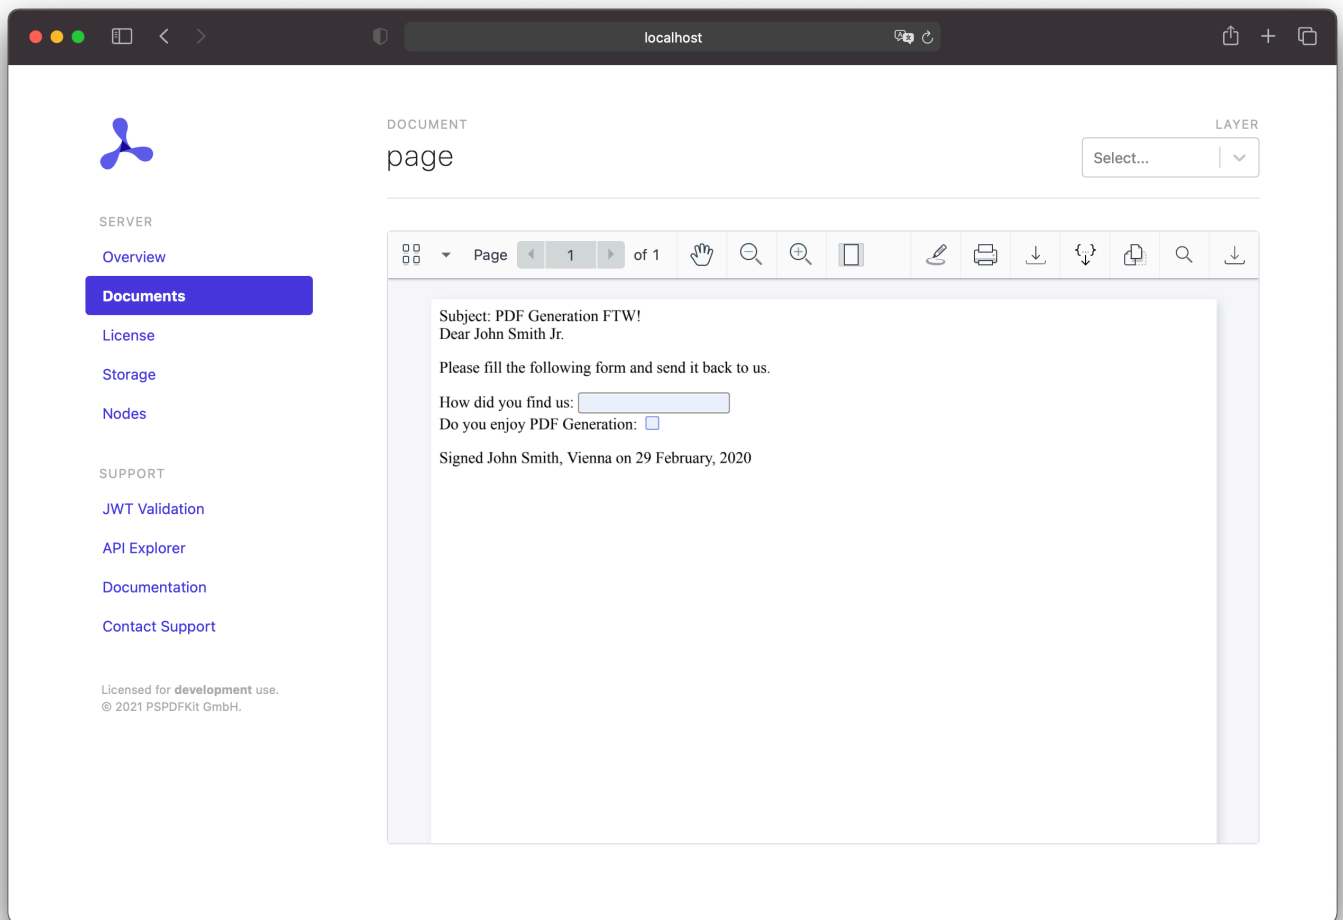 localhost
DOCUMENT
page
LAYER
Select...
SERVER
Overview
Documents
License
Storage
Nodes
SUPPORT
JWT Validation
API Explorer
Documentation
Contact Support
Licensed for development use.
© 2021 PSPDFKit GmbH.
Page 1 of 1
Subject: PDF Generation FTW!
Dear John Smith Jr.
Please fill the following form and send it back to us.
How did you find us:
Do you enjoy PDF Generation:
Signed John Smith, Vienna on 29 February, 2020